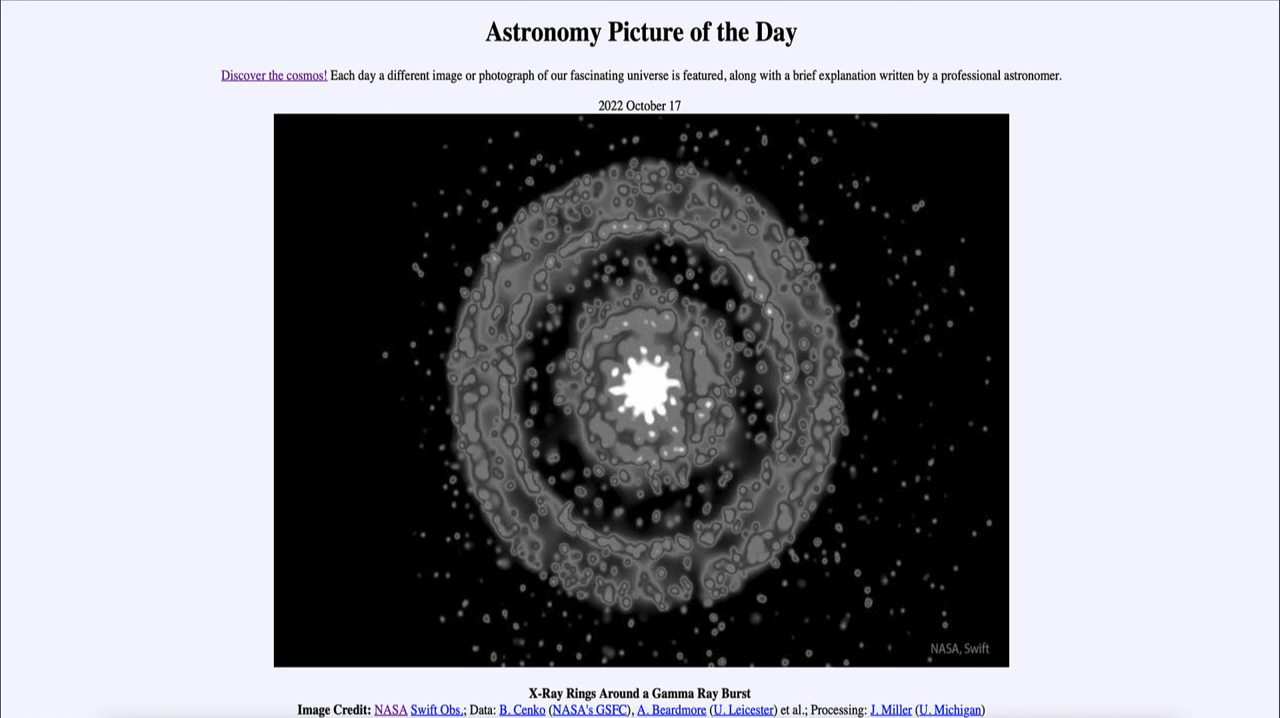 Astronomy Picture of the Day
Discover the cosmos! Each day a different image or photograph of our fascinating universe is featured, along with a brief explanation written by a professional astronomer.
2022 October 17
NASA, Swift
X-Ray Rings Around a Gamma Ray Burst
Image Credit: NASA Swift Obs.; Data: B. Cenko (NASA's GSFC), A. Beardmore (U. Leicester) et al.; Processing: J. Miller (U. Michigan)